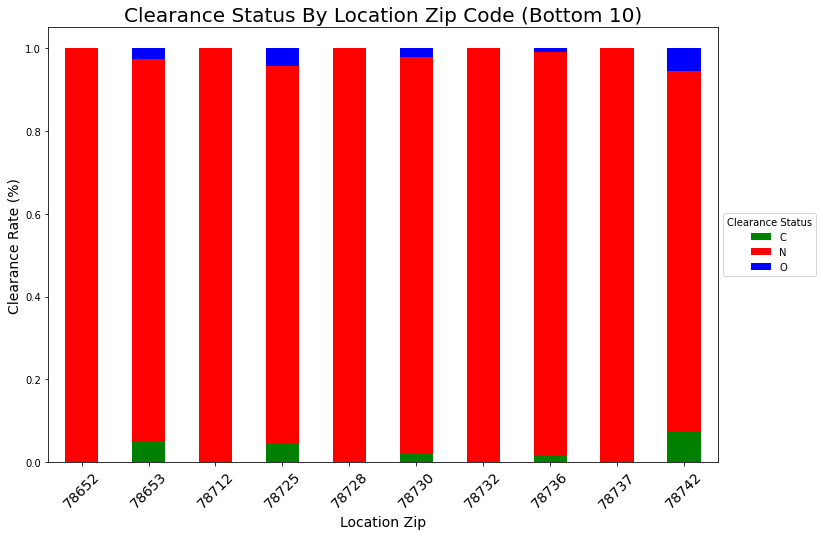 Clearance Status By Location Zip Code (Bottom 10)
Clearance Rate (%)
1.0
0.8
0.6
0.4
0.2
0.0
78652
78653
78712
78725
78728
78730
78732
78736
78737
78742
Location Zip
Clearance Status
C
N
O